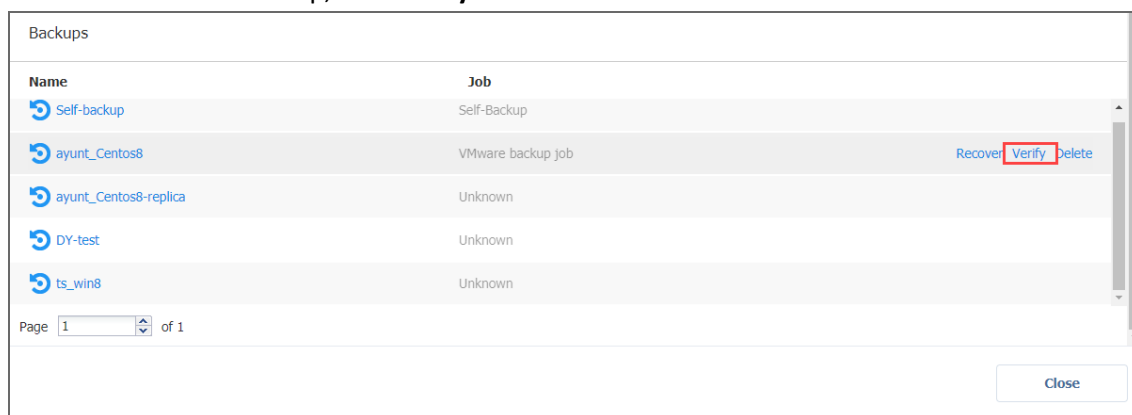 Backups
Name Job
Self-backup Self-Backup
ayunt_Centos8 VMware backup job Recover Verify Delete
ayunt_Centos8-replica Unknown
DY-test Unknown
ts_win8 Unknown
Page 1 of 1
Close